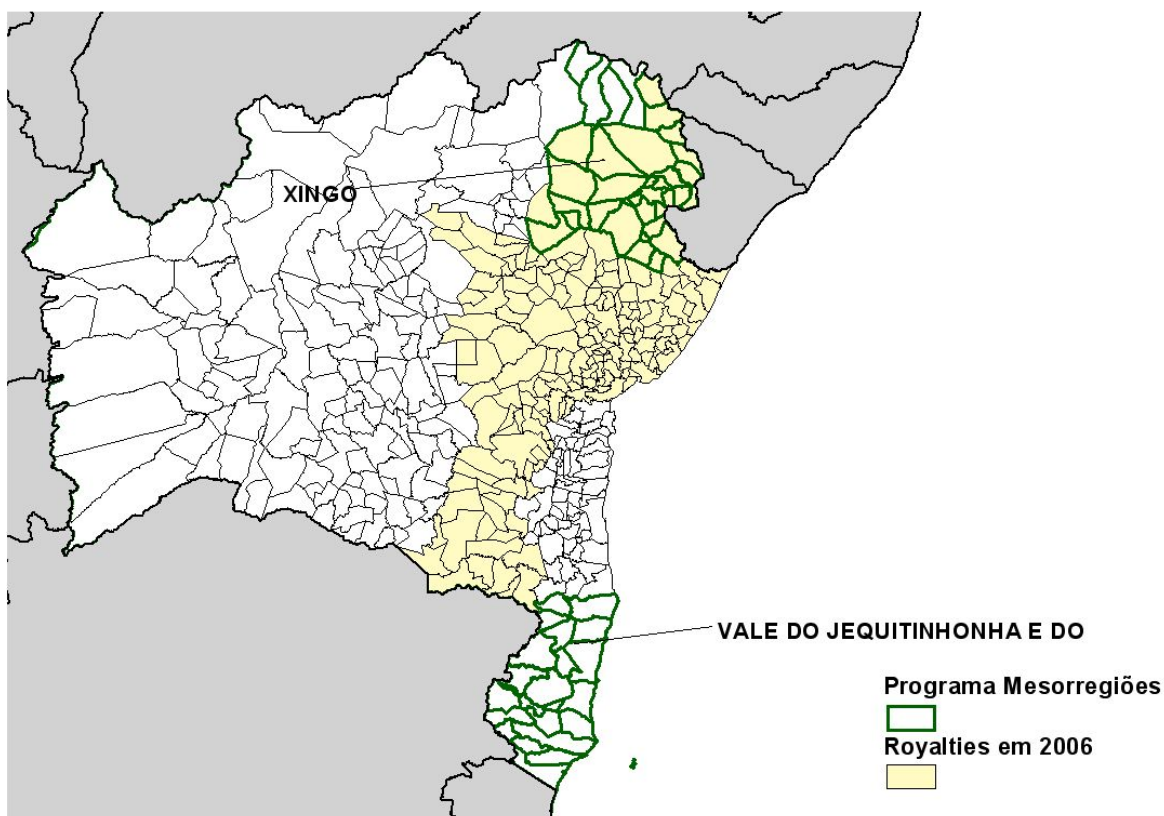 XINGO
VALE DO JEQUITINHONHA E DO
Programa Mesorregiões
Royalties em 2006